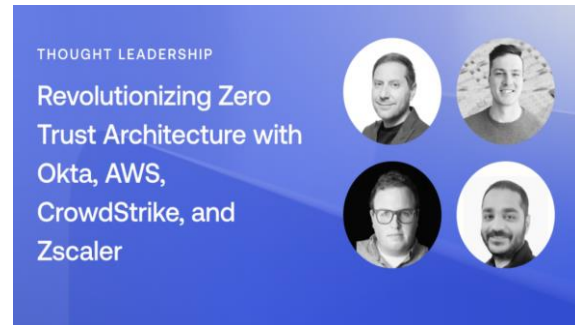 THOUGHT LEADERSHIP
Revolutionizing Zero
Trust Architecture with
Okta, AWS,
CrowdStrike, and
Zscaler